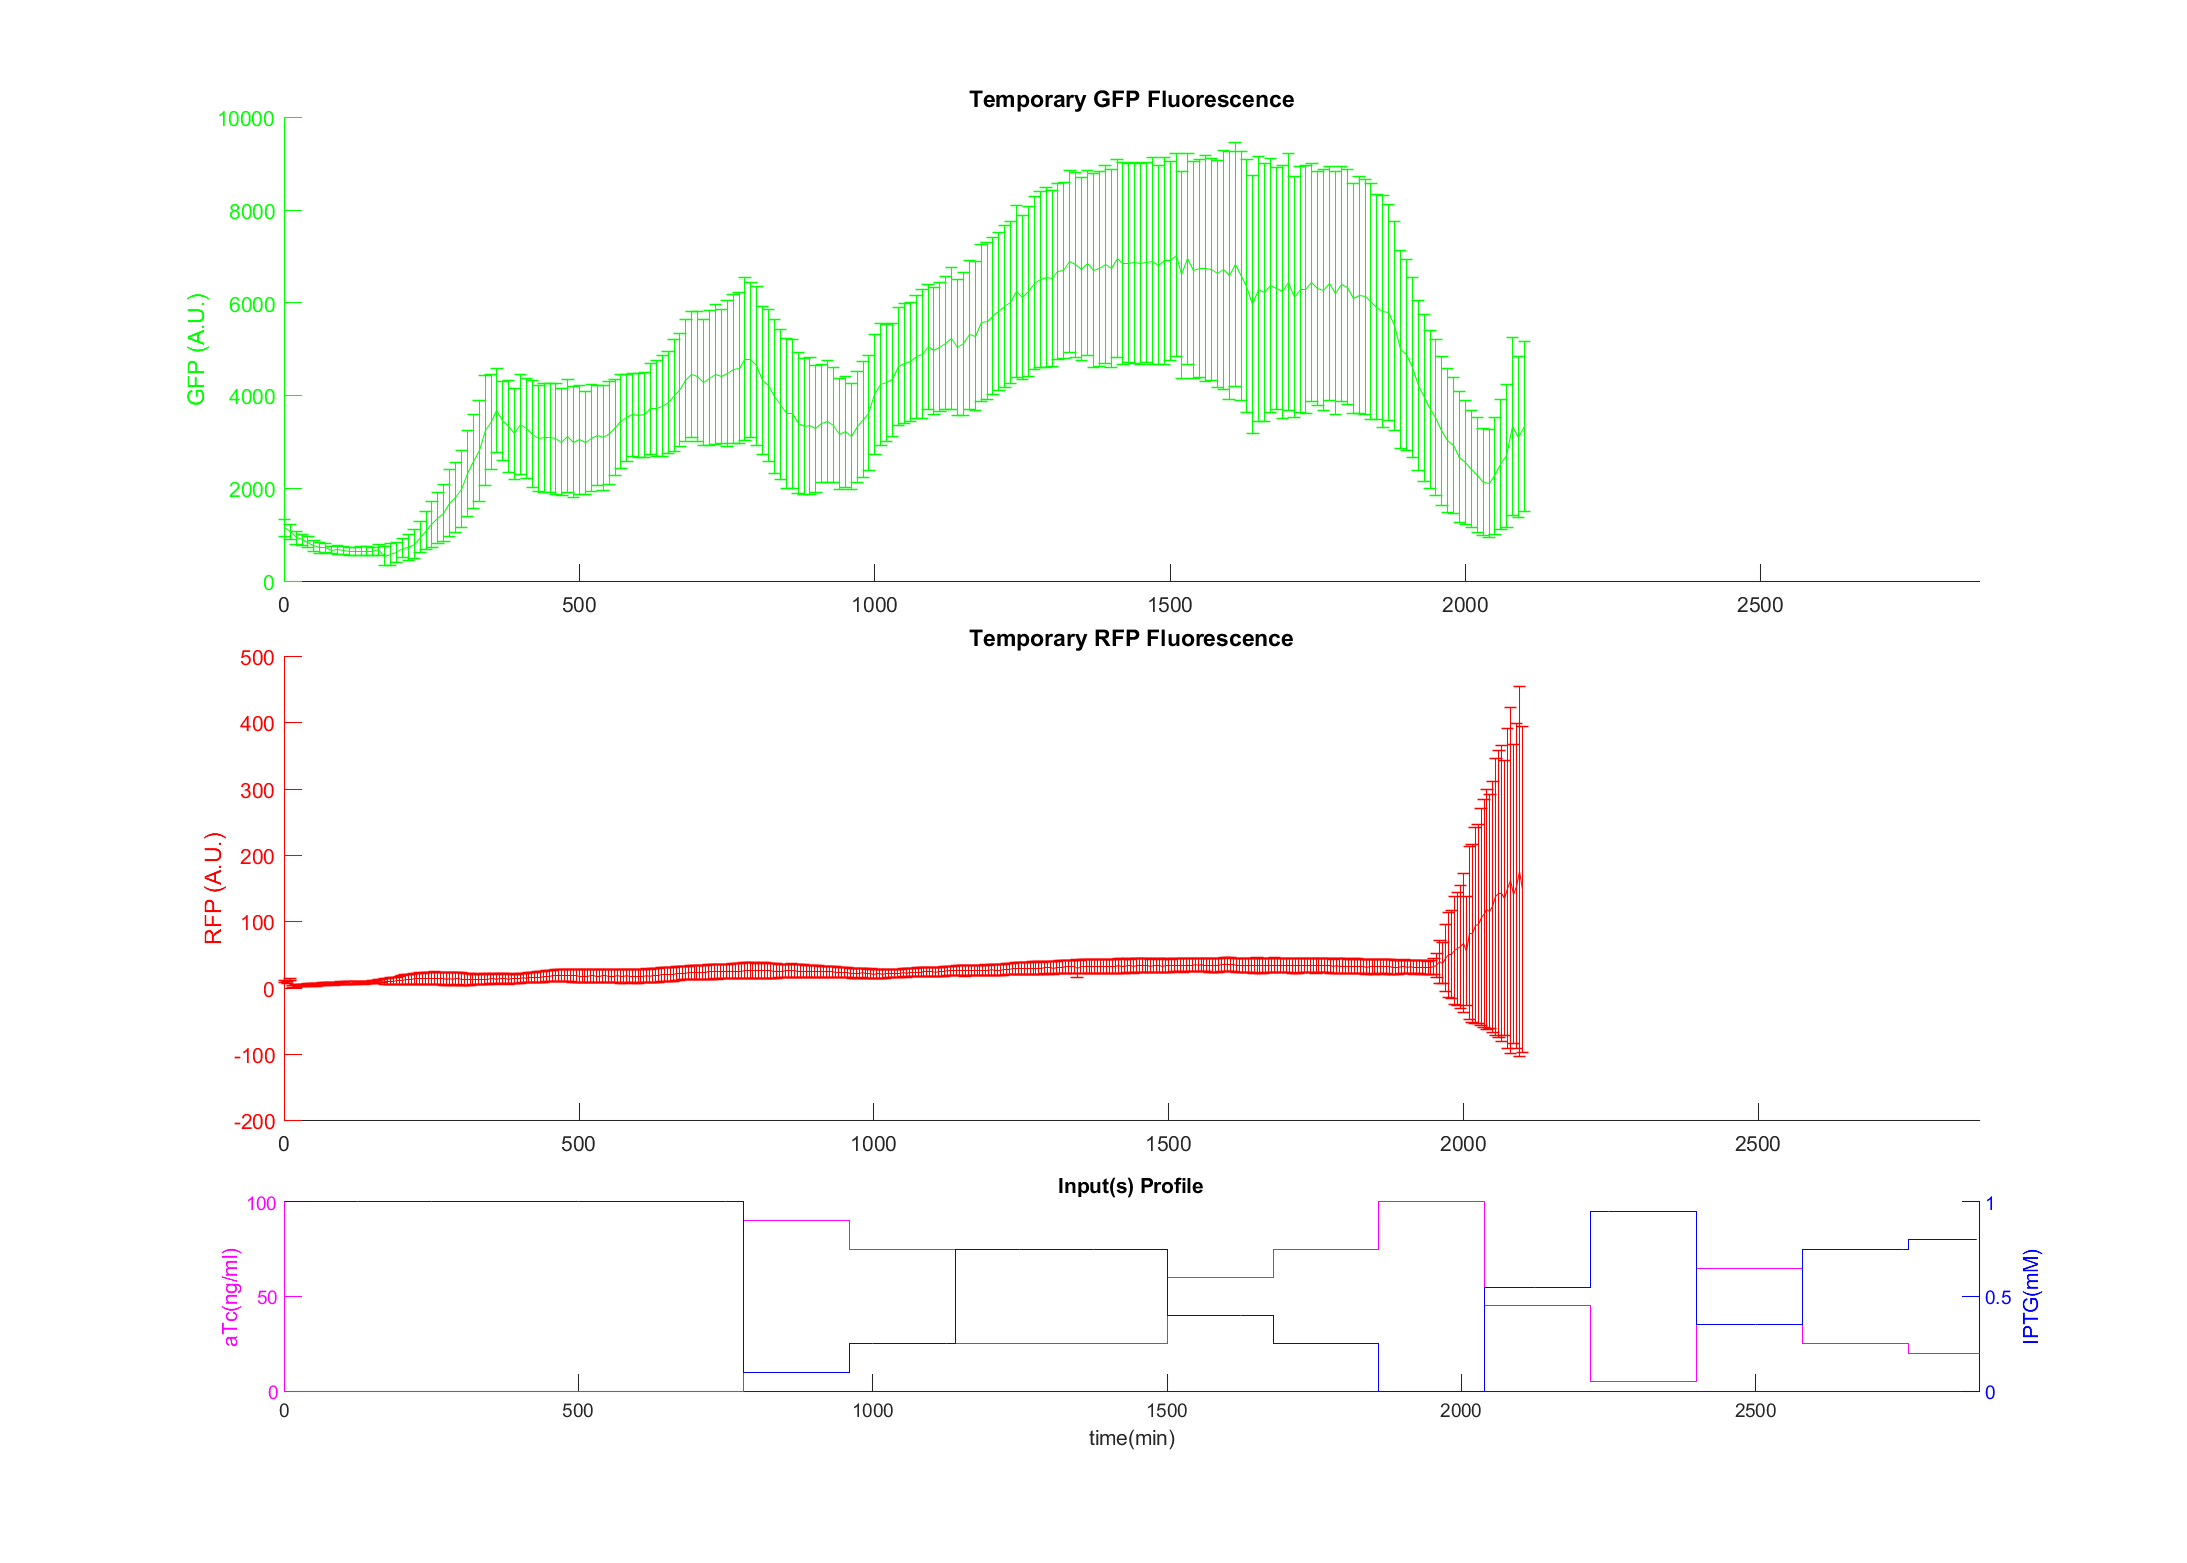 Temporary GFP Fluorescence
10000
8000
6000
4000
2000
0
GFP (A.U.)
0 500 1000 1500 2000 2500
Temporary RFP Fluorescence
500
400
300
200
100
0
-100
-200
RFP (A.U.)
0 500 1000 1500 2000 2500
Input(s) Profile
100
50
0
aTc(ng/ml)
1
0.5
0
IPTG(mM)
0 500 1000 1500 2000 2500
time(min)